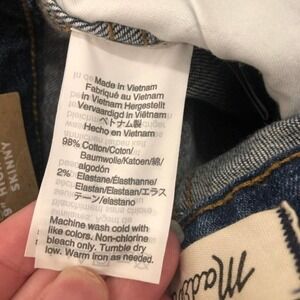 Made in Vietnam
Fabriqué au Vietnam
in Vietnam Hergestellt
Vervaardigd in Vietnam
ベトナム製
Hecho en Vietnam
98% Cotton/Coton/
Baumwolle/Katoen/綿/
algodón
2% Elastane/Élasthanne/
Elastan/Elastaan/エラス
テーン/elastano
Machine wash cold with
like colors. Non-chlorine
bleach only. Tumble dry
low. Warm iron as needed.
SKINNY